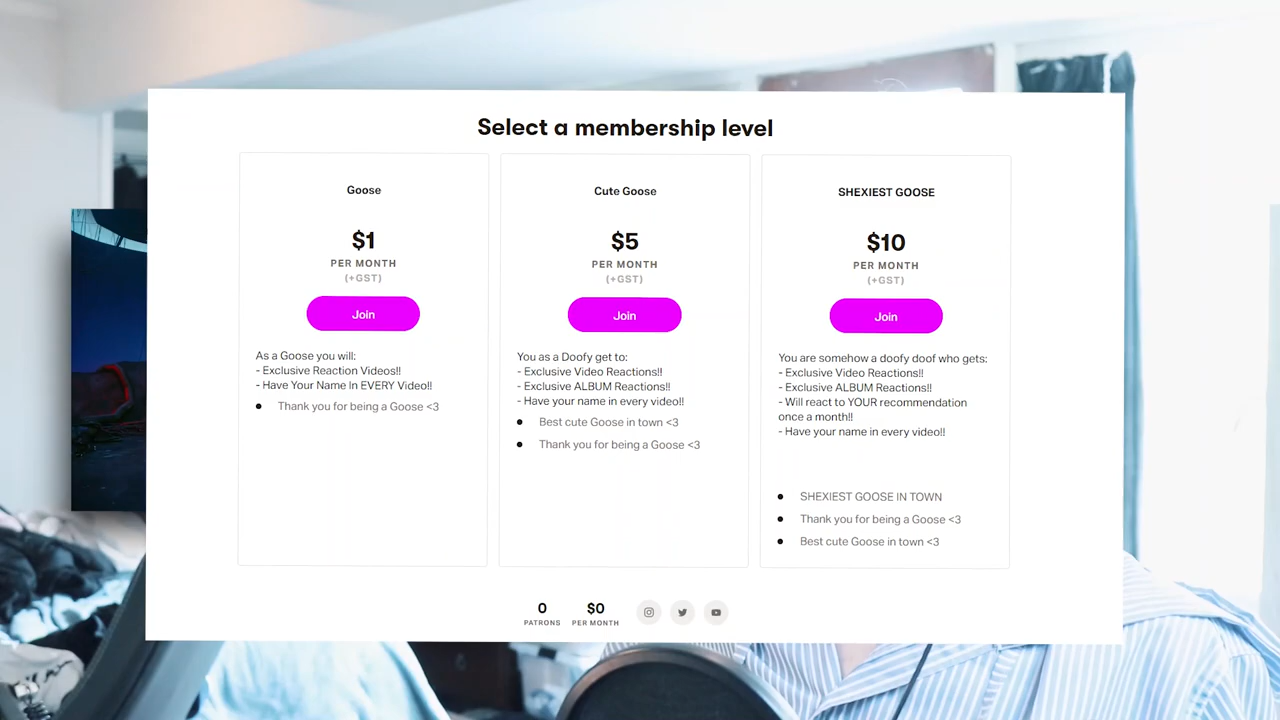 Select a membership level
Goose
$1
PER MONTH
(+GST)
Join
As a Goose you will:
- Exclusive Reaction Videos!!
- Have Your Name In EVERY Video!!
Thank you for being a Goose <3
Cute Goose
$5
PER MONTH
(+GST)
Join
You as a Doofy get to:
- Exclusive Video Reactions!!
- Exclusive ALBUM Reactions!!
- Have your name in every video!!
Best cute Goose in town <3
Thank you for being a Goose <3
SHEXIEST GOOSE
$10
PER MONTH
(+GST)
Join
You are somehow a doofy doof who gets:
- Exclusive Video Reactions!!
- Exclusive ALBUM Reactions!!
- Will react to YOUR recommendation
once a month!!
- Have your name in every video!!
SHEXIEST GOOSE IN TOWN
Thank you for being a Goose <3
Best cute Goose in town <3
0
PATRONS
$0
PER MONTH